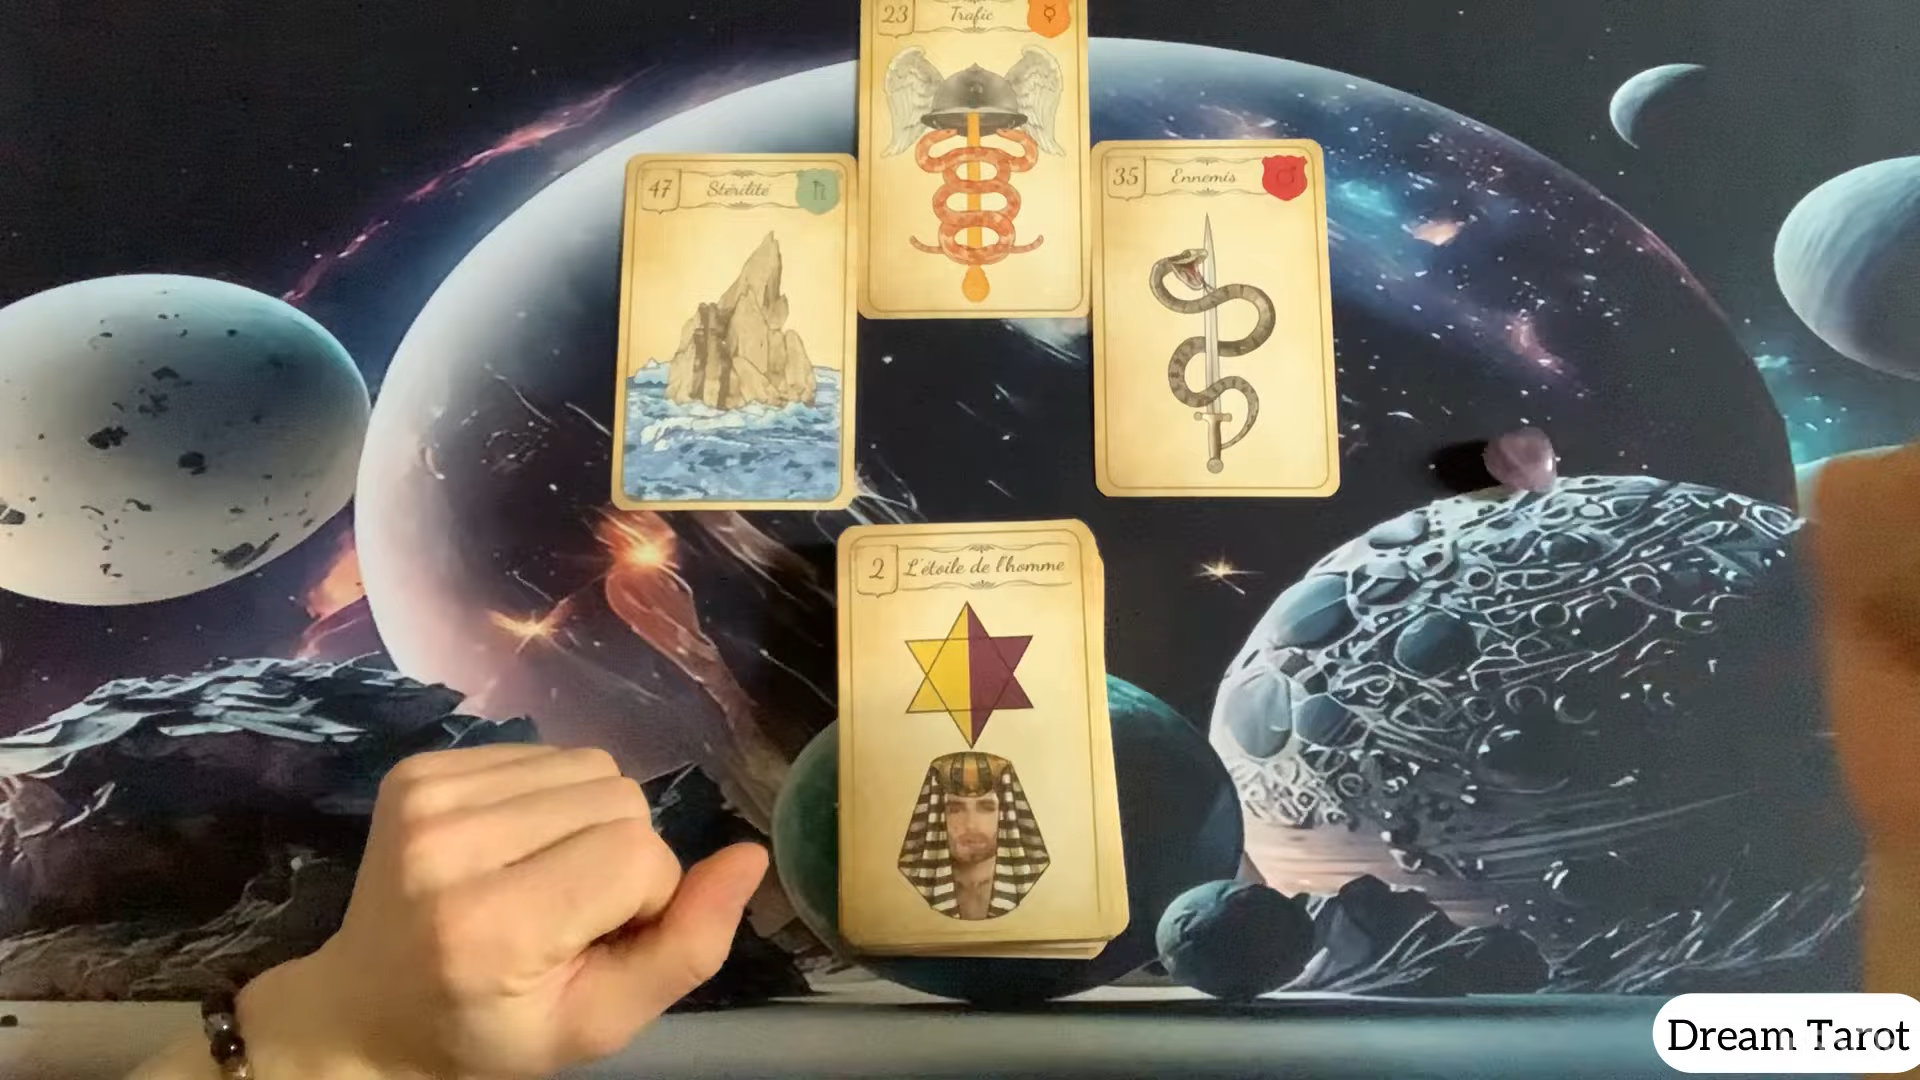 23 Trafic
47 Stérilité
35 Ennemis
2 L'étoile de l'homme
Dream Tarot